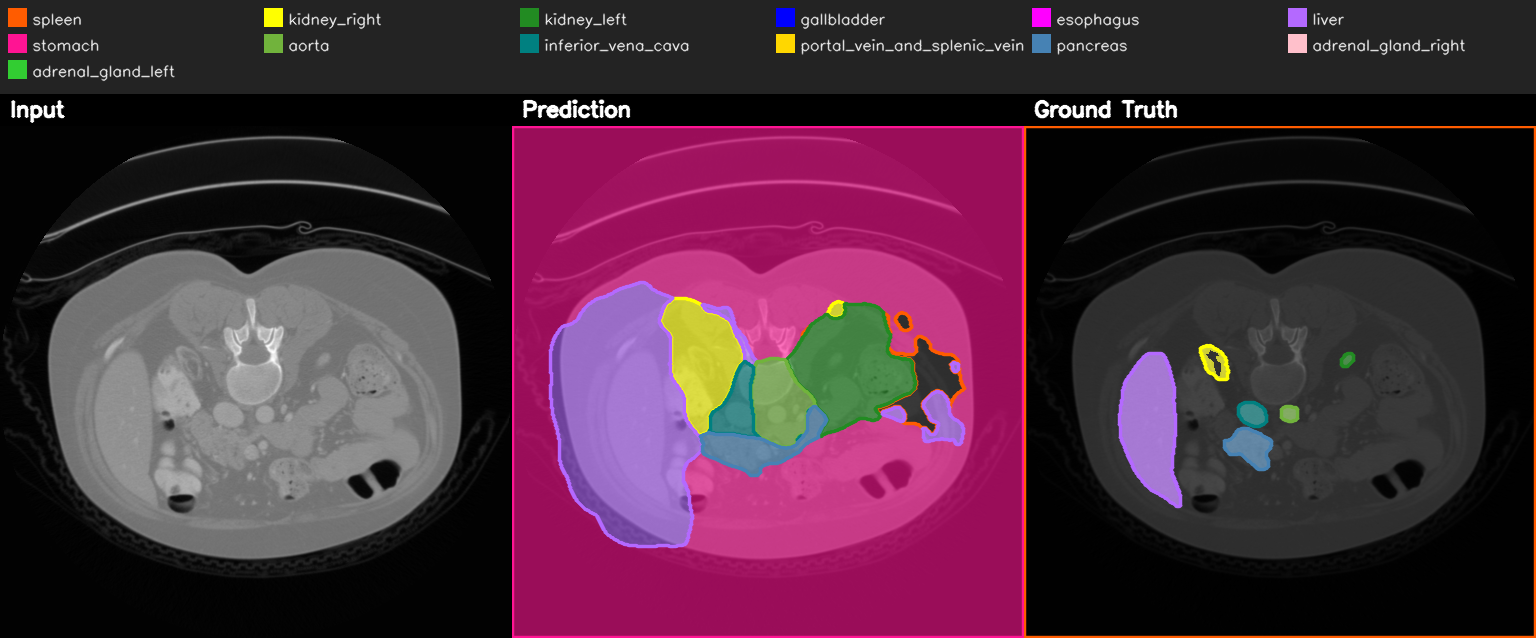 spleen kidney_right kidney_left gallbladder esophagus liver
stomach aorta inferior_vena_cava portal_vein_and_splenic_vein pancreas adrenal_gland_right
adrenal_gland_left
Input Prediction Ground Truth